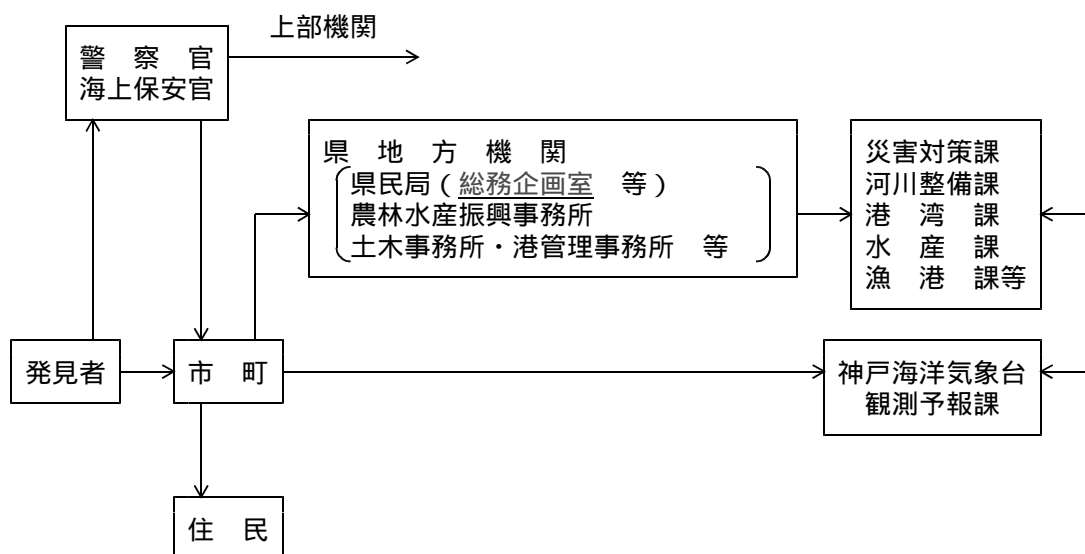 上部機関
警　察　官
海上保安官
県　地　方　機　関
県民局（総務企画室　等）
農林水産振興事務所
土木事務所・港管理事務所　等
災害対策課
河川整備課
港　湾　課
水　産　課
漁　港　課等
発見者
市　町
神戸海洋気象台
観測予報課
住　民